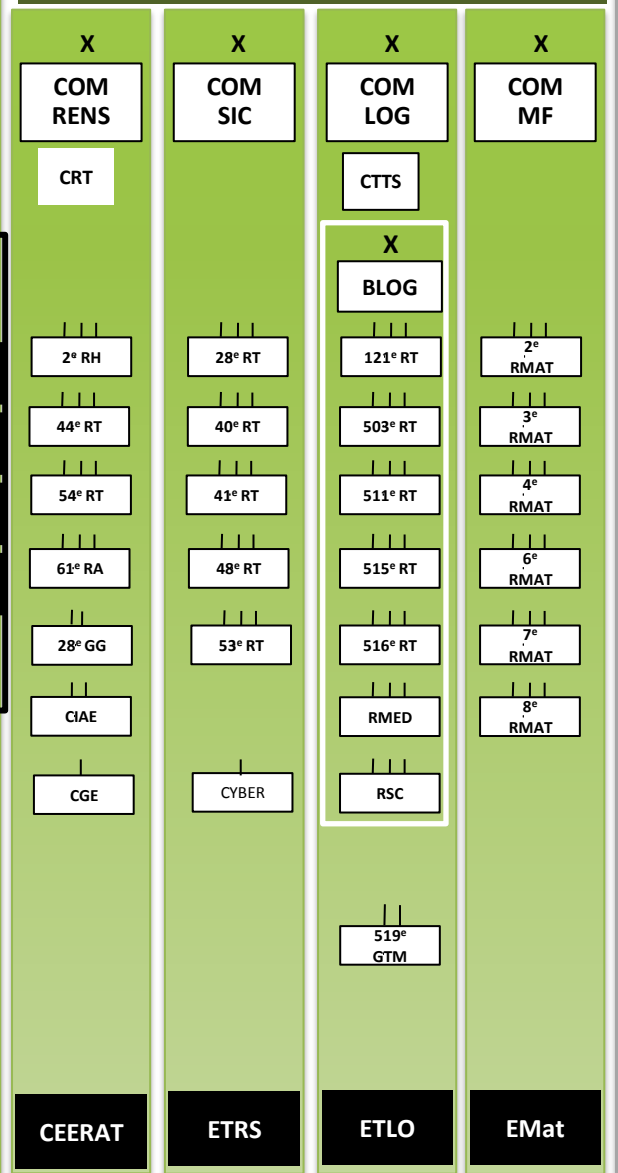 X
COM
RENS
CRT
2ᵉ RH
44ᵉ RT
54ᵉ RT
61ᵉ RA
28ᵉ GG
CIAE
CGE
CEERAT
X
COM
SIC
28ᵉ RT
40ᵉ RT
41ᵉ RT
48ᵉ RT
53ᵉ RT
CYBER
ETRS
X
COM
LOG
CTTS
X
BLOG
121ᵉ RT
503ᵉ RT
511ᵉ RT
515ᵉ RT
516ᵉ RT
RMED
RSC
519ᵉ
GTM
ETLO
X
COM
MF
2ᵉ
RMAT
3ᵉ
RMAT
4ᵉ
RMAT
6ᵉ
RMAT
7ᵉ
RMAT
8ᵉ
RMAT
EMat